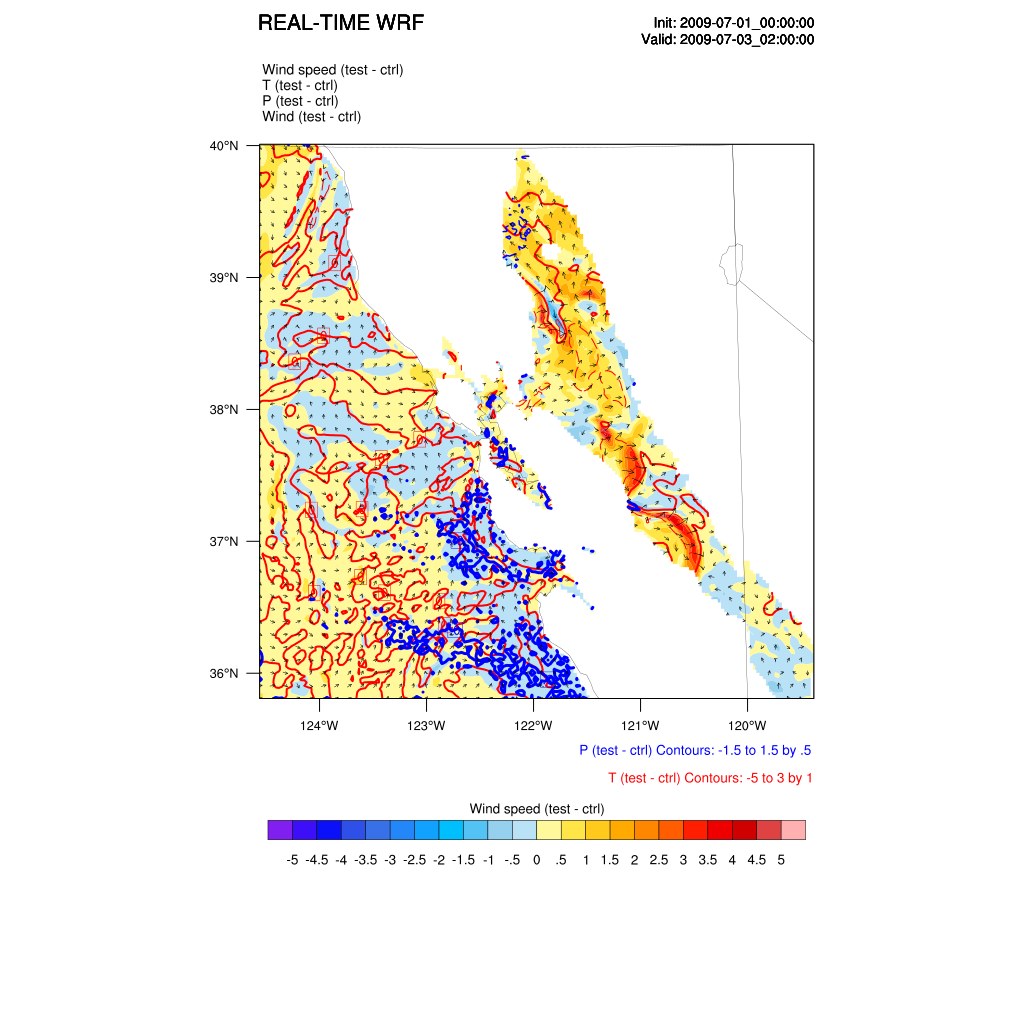 REAL-TIME WRF
Init: 2009-07-01_00:00:00
Valid: 2009-07-03_02:00:00
Wind speed (test - ctrl)
T (test - ctrl)
P (test - ctrl)
Wind (test - ctrl)
40°N
39°N
38°N
37°N
36°N
124°W 123°W 122°W 121°W 120°W
P (test - ctrl) Contours: -1.5 to 1.5 by .5
T (test - ctrl) Contours: -5 to 3 by 1
Wind speed (test - ctrl)
-5 -4.5 -4 -3.5 -3 -2.5 -2 -1.5 -1 -.5 0 .5 1 1.5 2 2.5 3 3.5 4 4.5 5